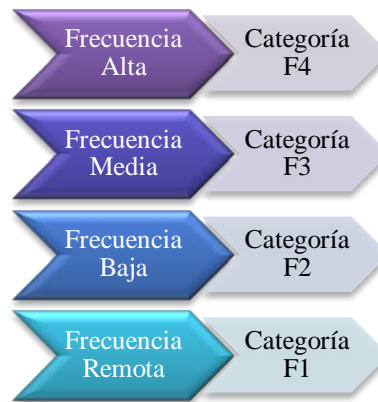 Frecuencia
Alta
Categoría
F4
Frecuencia
Media
Categoría
F3
Frecuencia
Baja
Categoría
F2
Frecuencia
Remota
Categoría
F1